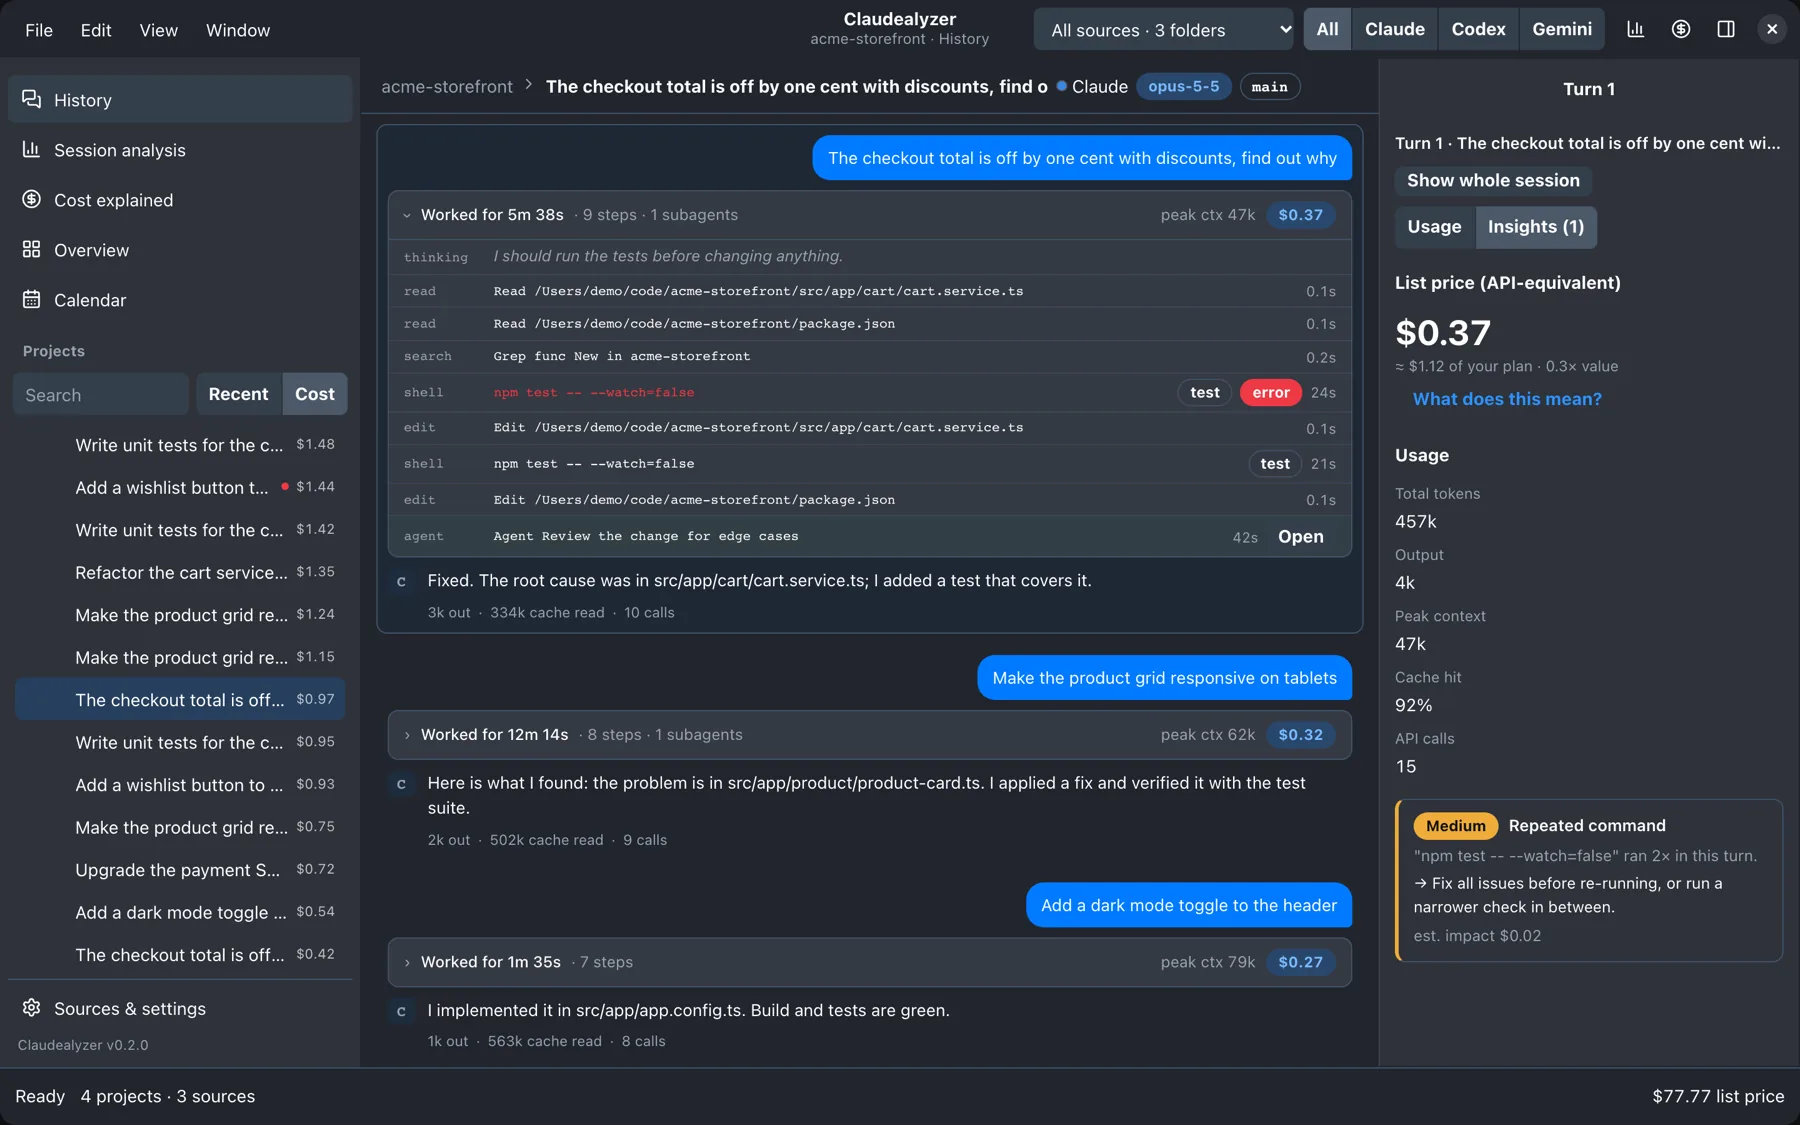 File Edit View Window
Claudealyzer
acme-storefront · History
All sources · 3 folders
All Claude Codex Gemini
History
Session analysis
Cost explained
Overview
Calendar
Projects
Search Recent Cost
Write unit tests for the c... $1.48
Add a wishlist button t... $1.44
Write unit tests for the c... $1.42
Refactor the cart service... $1.35
Make the product grid re... $1.24
Make the product grid re... $1.15
The checkout total is off... $0.97
Write unit tests for the c... $0.95
Add a wishlist button to ... $0.93
Make the product grid re... $0.75
Upgrade the payment S... $0.72
Add a dark mode toggle ... $0.54
The checkout total is off... $0.42
Sources & settings
Claudealyzer v0.2.0
acme-storefront > The checkout total is off by one cent with discounts, find o Claude opus-5-5 main
The checkout total is off by one cent with discounts, find out why
Worked for 5m 38s · 9 steps · 1 subagents peak ctx 47k $0.37
thinking I should run the tests before changing anything.
read Read /Users/demo/code/acme-storefront/src/app/cart/cart.service.ts 0.1s
read Read /Users/demo/code/acme-storefront/package.json 0.1s
search Grep func New in acme-storefront 0.2s
shell npm test -- --watch=false test error 24s
edit Edit /Users/demo/code/acme-storefront/src/app/cart/cart.service.ts 0.1s
shell npm test -- --watch=false test 21s
edit Edit /Users/demo/code/acme-storefront/package.json 0.1s
agent Agent Review the change for edge cases 42s Open
C Fixed. The root cause was in src/app/cart/cart.service.ts; I added a test that covers it.
3k out · 334k cache read · 10 calls
Make the product grid responsive on tablets
Worked for 12m 14s · 8 steps · 1 subagents peak ctx 62k $0.32
C Here is what I found: the problem is in src/app/product/product-card.ts. I applied a fix and verified it with the test
suite.
2k out · 502k cache read · 9 calls
Add a dark mode toggle to the header
Worked for 1m 35s · 7 steps peak ctx 79k $0.27
C I implemented it in src/app/app.config.ts. Build and tests are green.
1k out · 563k cache read · 8 calls
Turn 1
Turn 1 · The checkout total is off by one cent wi...
Show whole session
Usage Insights (1)
List price (API-equivalent)
$0.37
≈ $1.12 of your plan · 0.3× value
What does this mean?
Usage
Total tokens
457k
Output
4k
Peak context
47k
Cache hit
92%
API calls
15
Medium Repeated command
"npm test -- --watch=false" ran 2× in this turn.
→ Fix all issues before re-running, or run a
narrower check in between.
est. impact $0.02
Ready 4 projects · 3 sources $77.77 list price